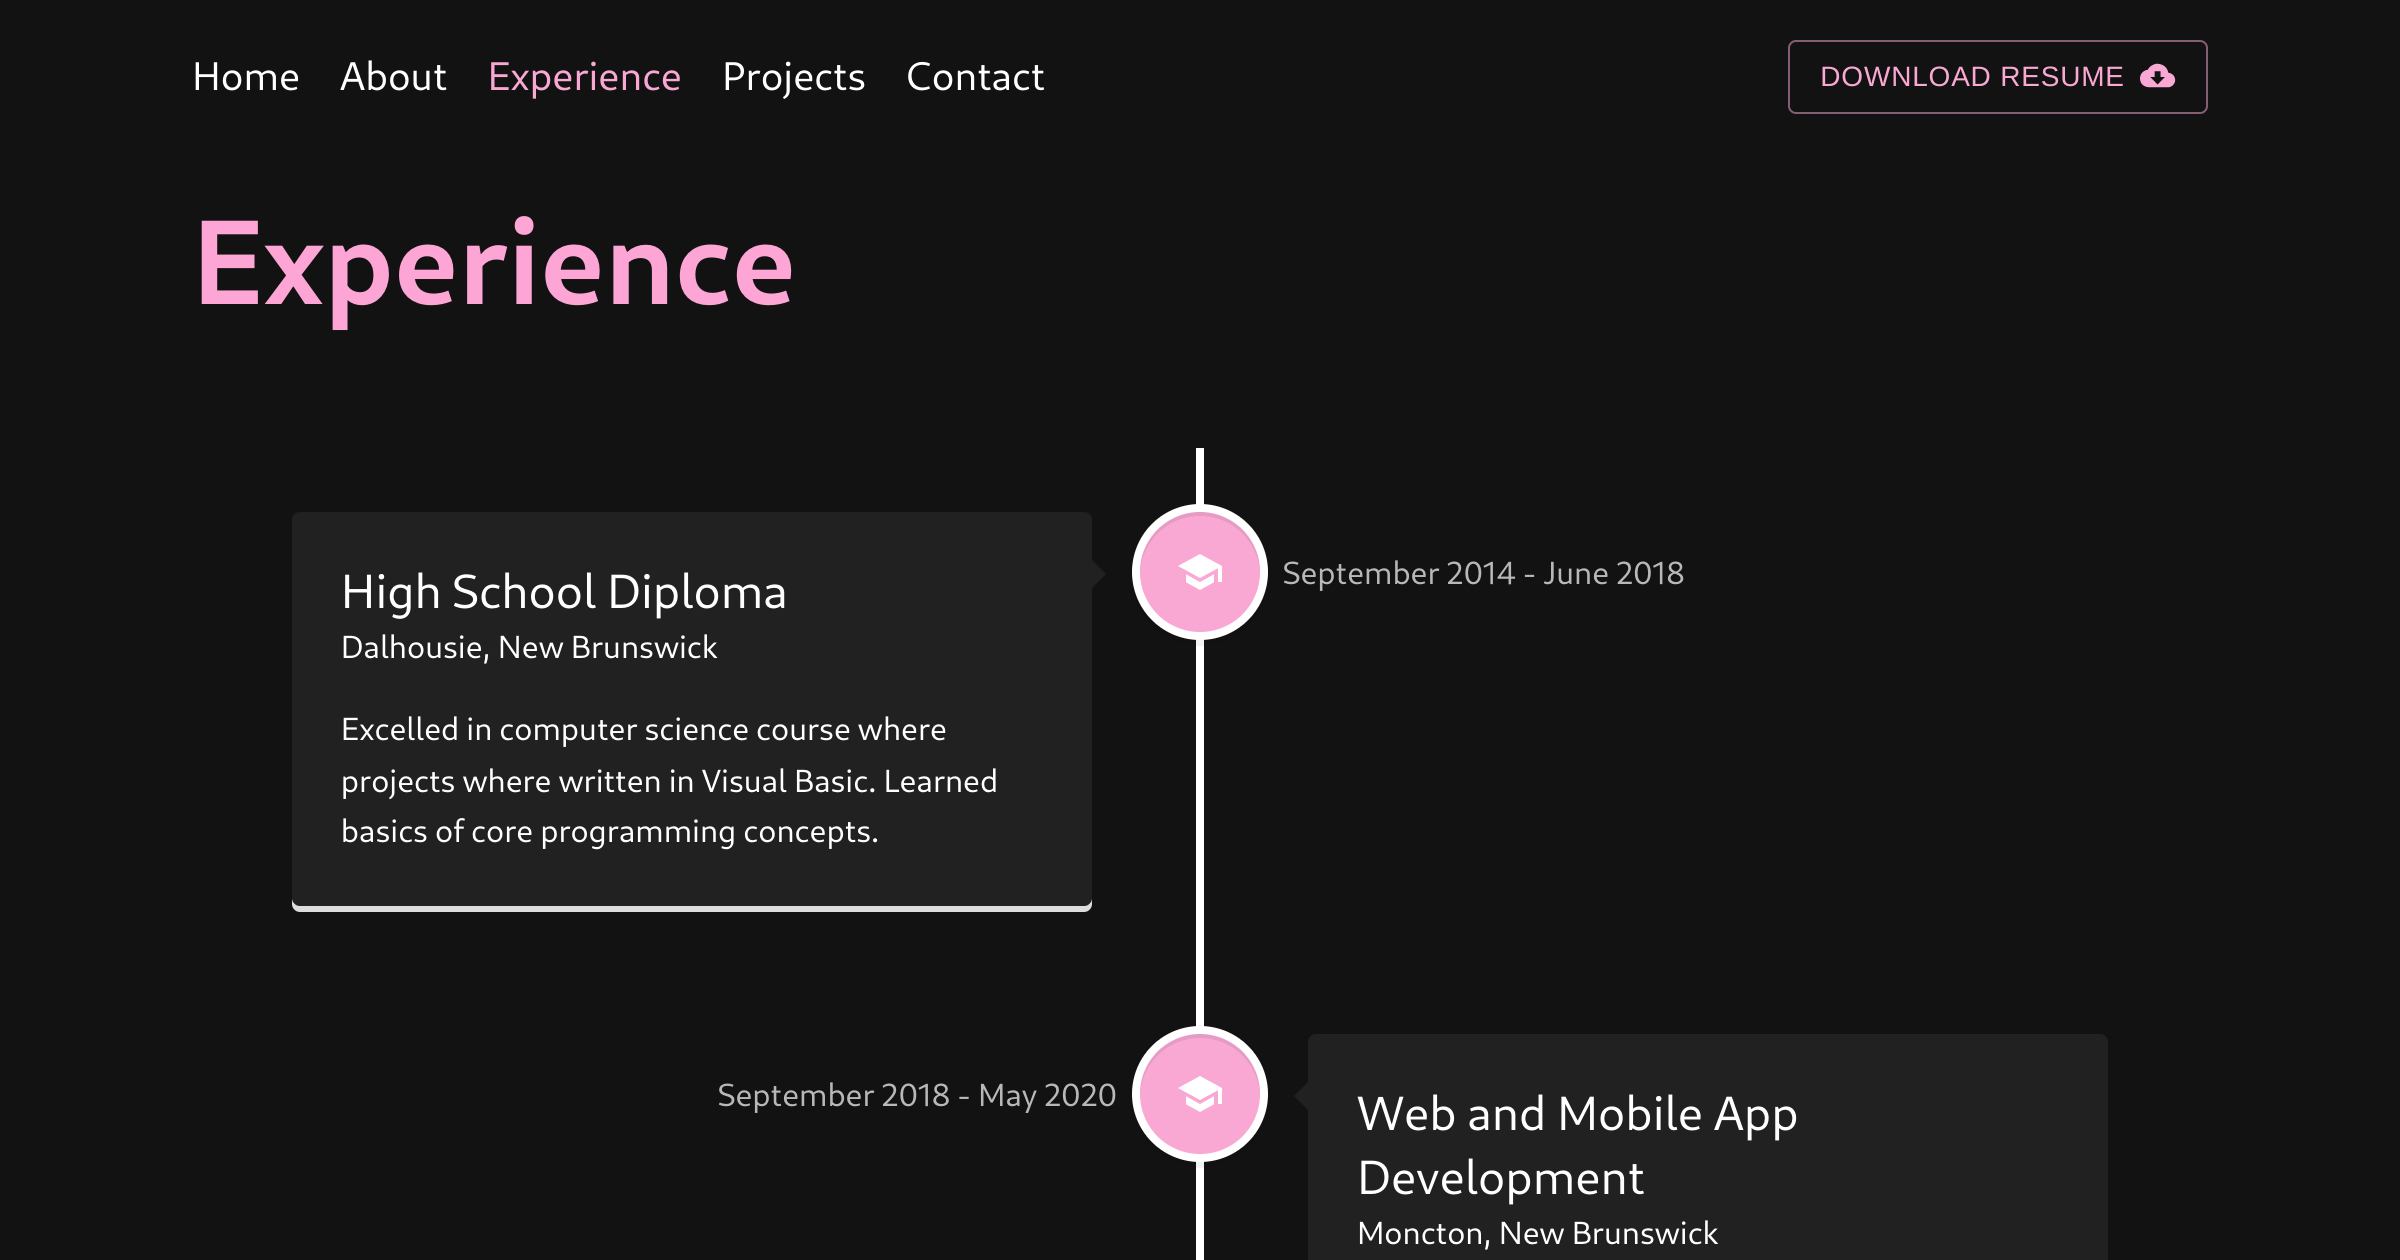 Home About Experience Projects Contact DOWNLOAD RESUME
Experience
High School Diploma
Dalhousie, New Brunswick
Excelled in computer science course where
projects where written in Visual Basic. Learned
basics of core programming concepts.
September 2014 - June 2018
September 2018 - May 2020
Web and Mobile App
Development
Moncton, New Brunswick